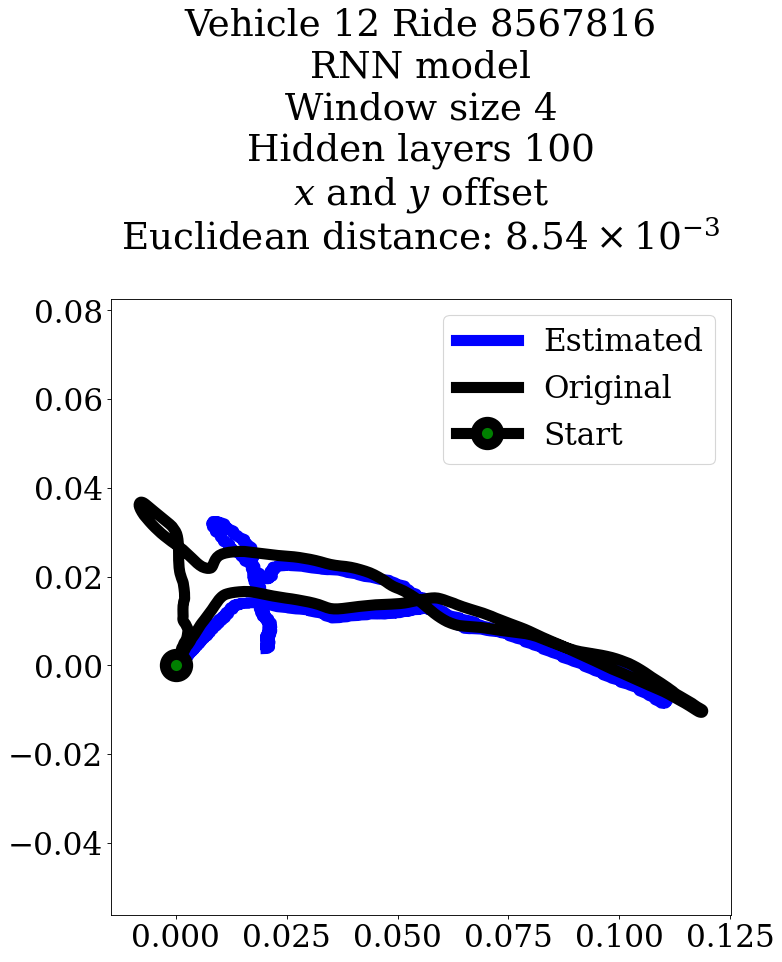 Vehicle 12 Ride 8567816
RNN model
Window size 4
Hidden layers 100
x and y offset
Euclidean distance: 8.54 × 10⁻³
Estimated
Original
Start
0.08
0.06
0.04
0.02
0.00
−0.02
−0.04
0.000 0.025 0.050 0.075 0.100 0.125